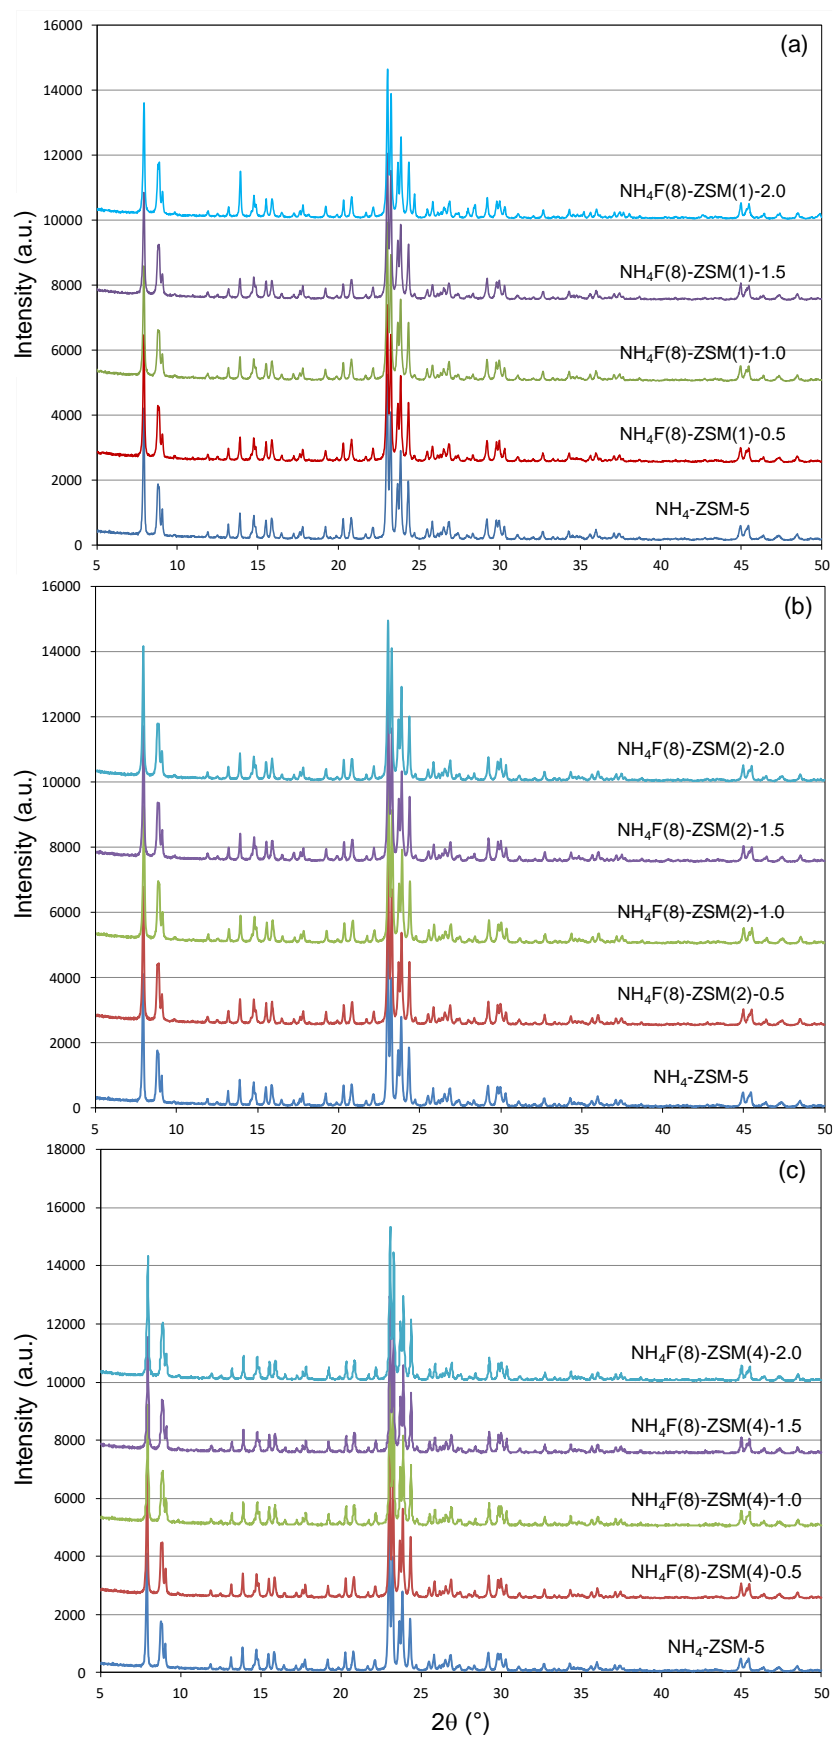 (a)
16000
14000
12000
10000
8000
6000
4000
2000
0
Intensity (a.u.)
NH₄F(8)-ZSM(1)-2.0
NH₄F(8)-ZSM(1)-1.5
NH₄F(8)-ZSM(1)-1.0
NH₄F(8)-ZSM(1)-0.5
NH₄-ZSM-5
5 10 15 20 25 30 35 40 45 50
(b)
16000
14000
12000
10000
8000
6000
4000
2000
0
Intensity (a.u.)
NH₄F(8)-ZSM(2)-2.0
NH₄F(8)-ZSM(2)-1.5
NH₄F(8)-ZSM(2)-1.0
NH₄F(8)-ZSM(2)-0.5
NH₄-ZSM-5
5 10 15 20 25 30 35 40 45 50
(c)
18000
16000
14000
12000
10000
8000
6000
4000
2000
0
Intensity (a.u.)
NH₄F(8)-ZSM(4)-2.0
NH₄F(8)-ZSM(4)-1.5
NH₄F(8)-ZSM(4)-1.0
NH₄F(8)-ZSM(4)-0.5
NH₄-ZSM-5
5 10 15 20 25 30 35 40 45 50
2θ (°)